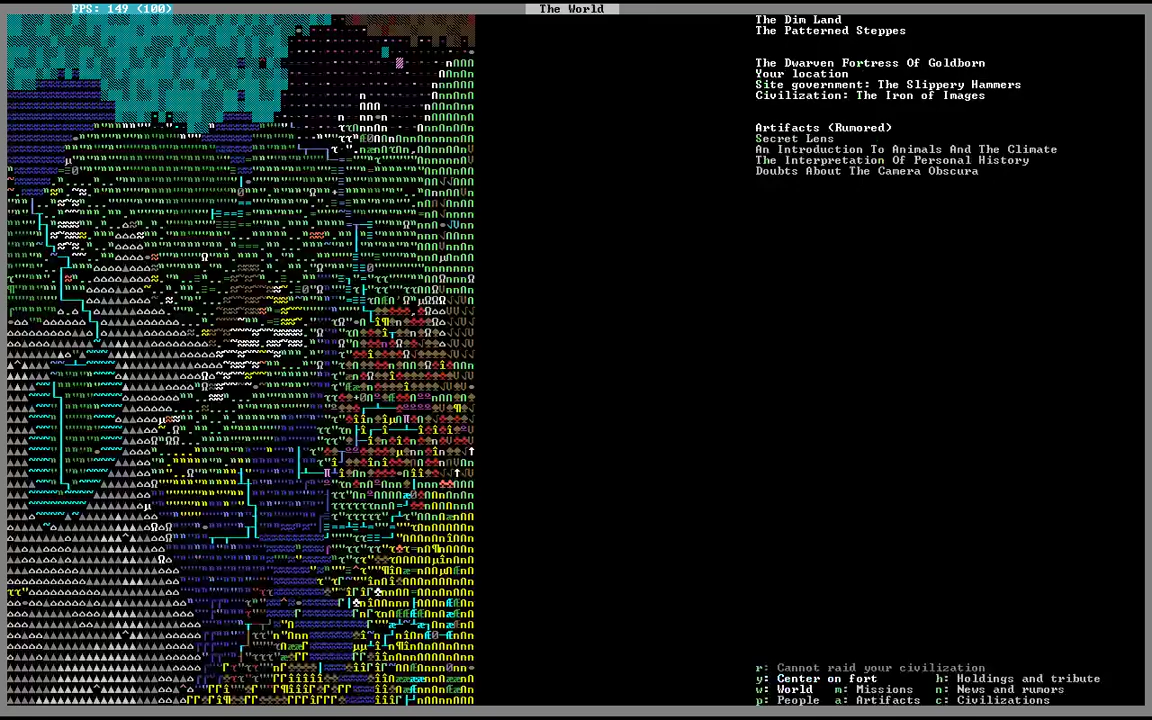 FPS: 149 (100)
The World
The Dim Land
The Patterned Steppes
The Dwarven Fortress Of Goldborn
Your location
Site government: The Slippery Hammers
Civilization: The Iron of Images
Artifacts (Rumored)
Secret Lens
An Introduction To Animals And The Climate
The Interpretation Of Personal History
Doubts About The Camera Obscura
r: Cannot raid your civilization
y: Center on fort h: Holdings and tribute
w: World m: Missions n: News and rumors
p: People a: Artifacts c: Civilizations